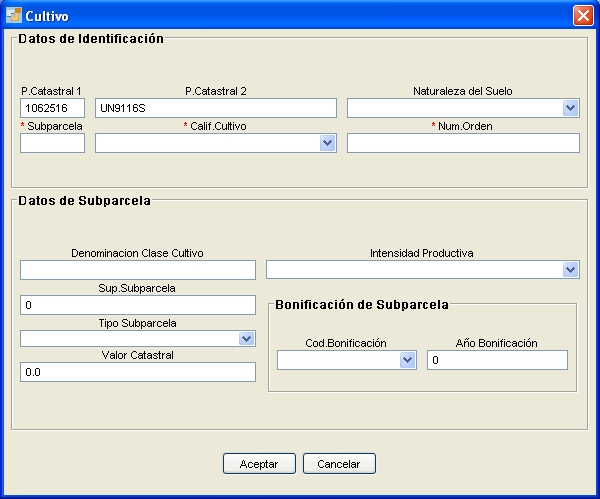 Cultivo
Datos de Identificación
P.Catastral 1 P.Catastral 2 Naturaleza del Suelo
1062516 UN9116S
* Subparcela * Calif.Cultivo * Num.Orden
Datos de Subparcela
Denominacion Clase Cultivo Intensidad Productiva
Sup.Subparcela
0
Bonificación de Subparcela
Tipo Subparcela
Cod.Bonificación Año Bonificación
Valor Catastral
0
0.0
Aceptar Cancelar